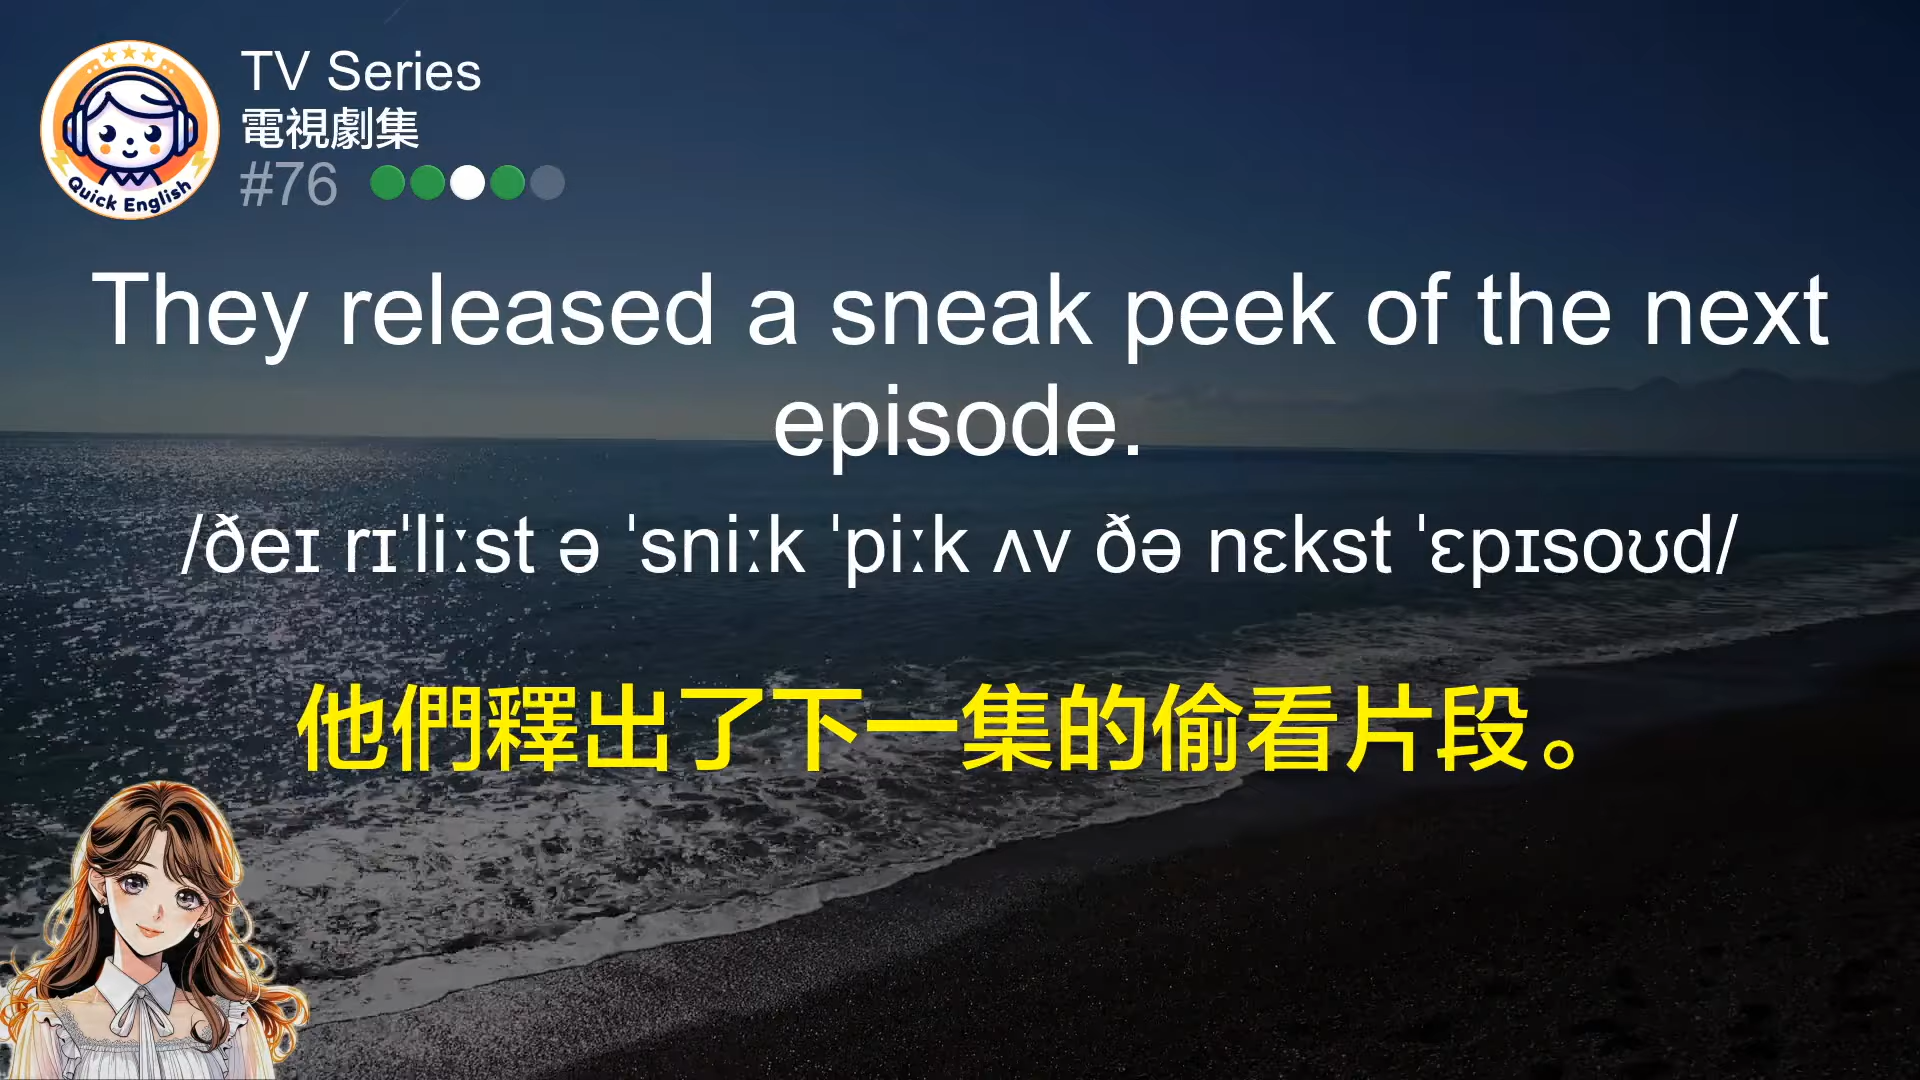 Quick English
TV Series
電視劇集
#76
They released a sneak peek of the next
episode.
/ðeɪ rɪˈliːst ə ˈsniːk ˈpiːk ʌv ðə nɛkst ˈɛpɪsoʊd/
他們釋出了下一集的偷看片段。